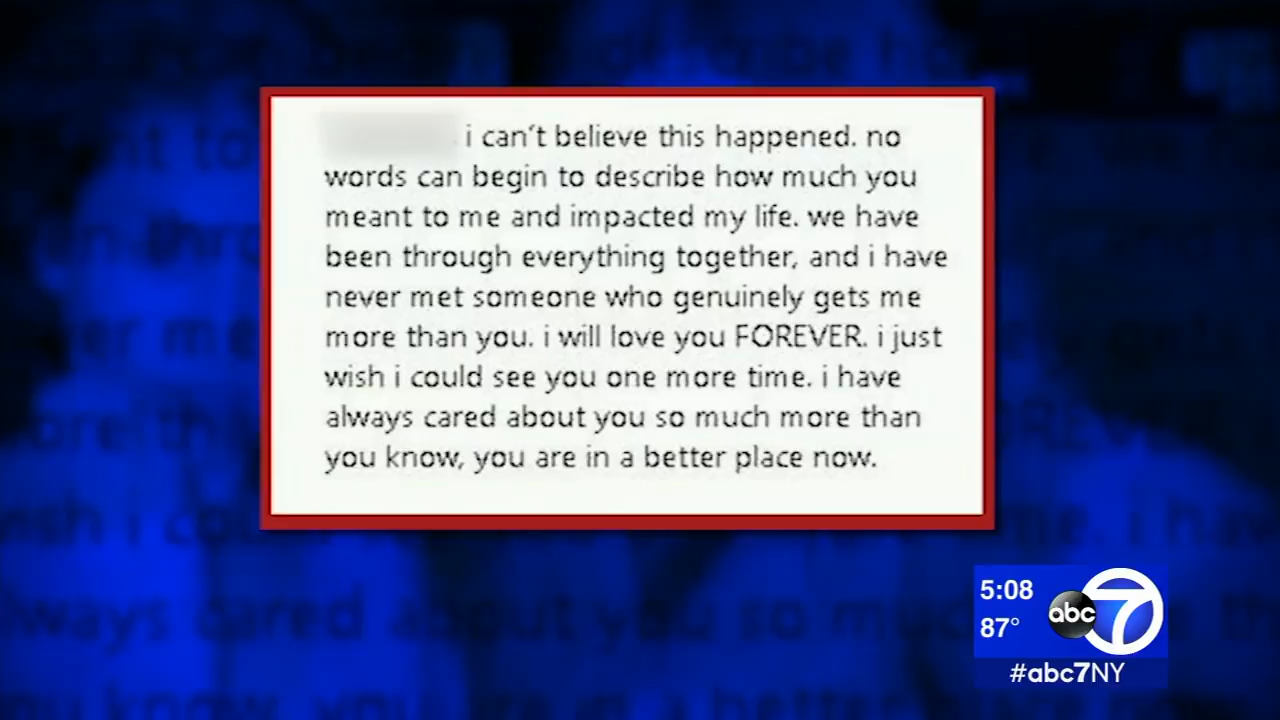 i can't believe this happened. no
words can begin to describe how much you
meant to me and impacted my life. we have
been through everything together, and i have
never met someone who genuinely gets me
more than you. i will love you FOREVER. i just
wish i could see you one more time. i have
always cared about you so much more than
you know, you are in a better place now.
5:08
87°
abc 7
#abc7NY